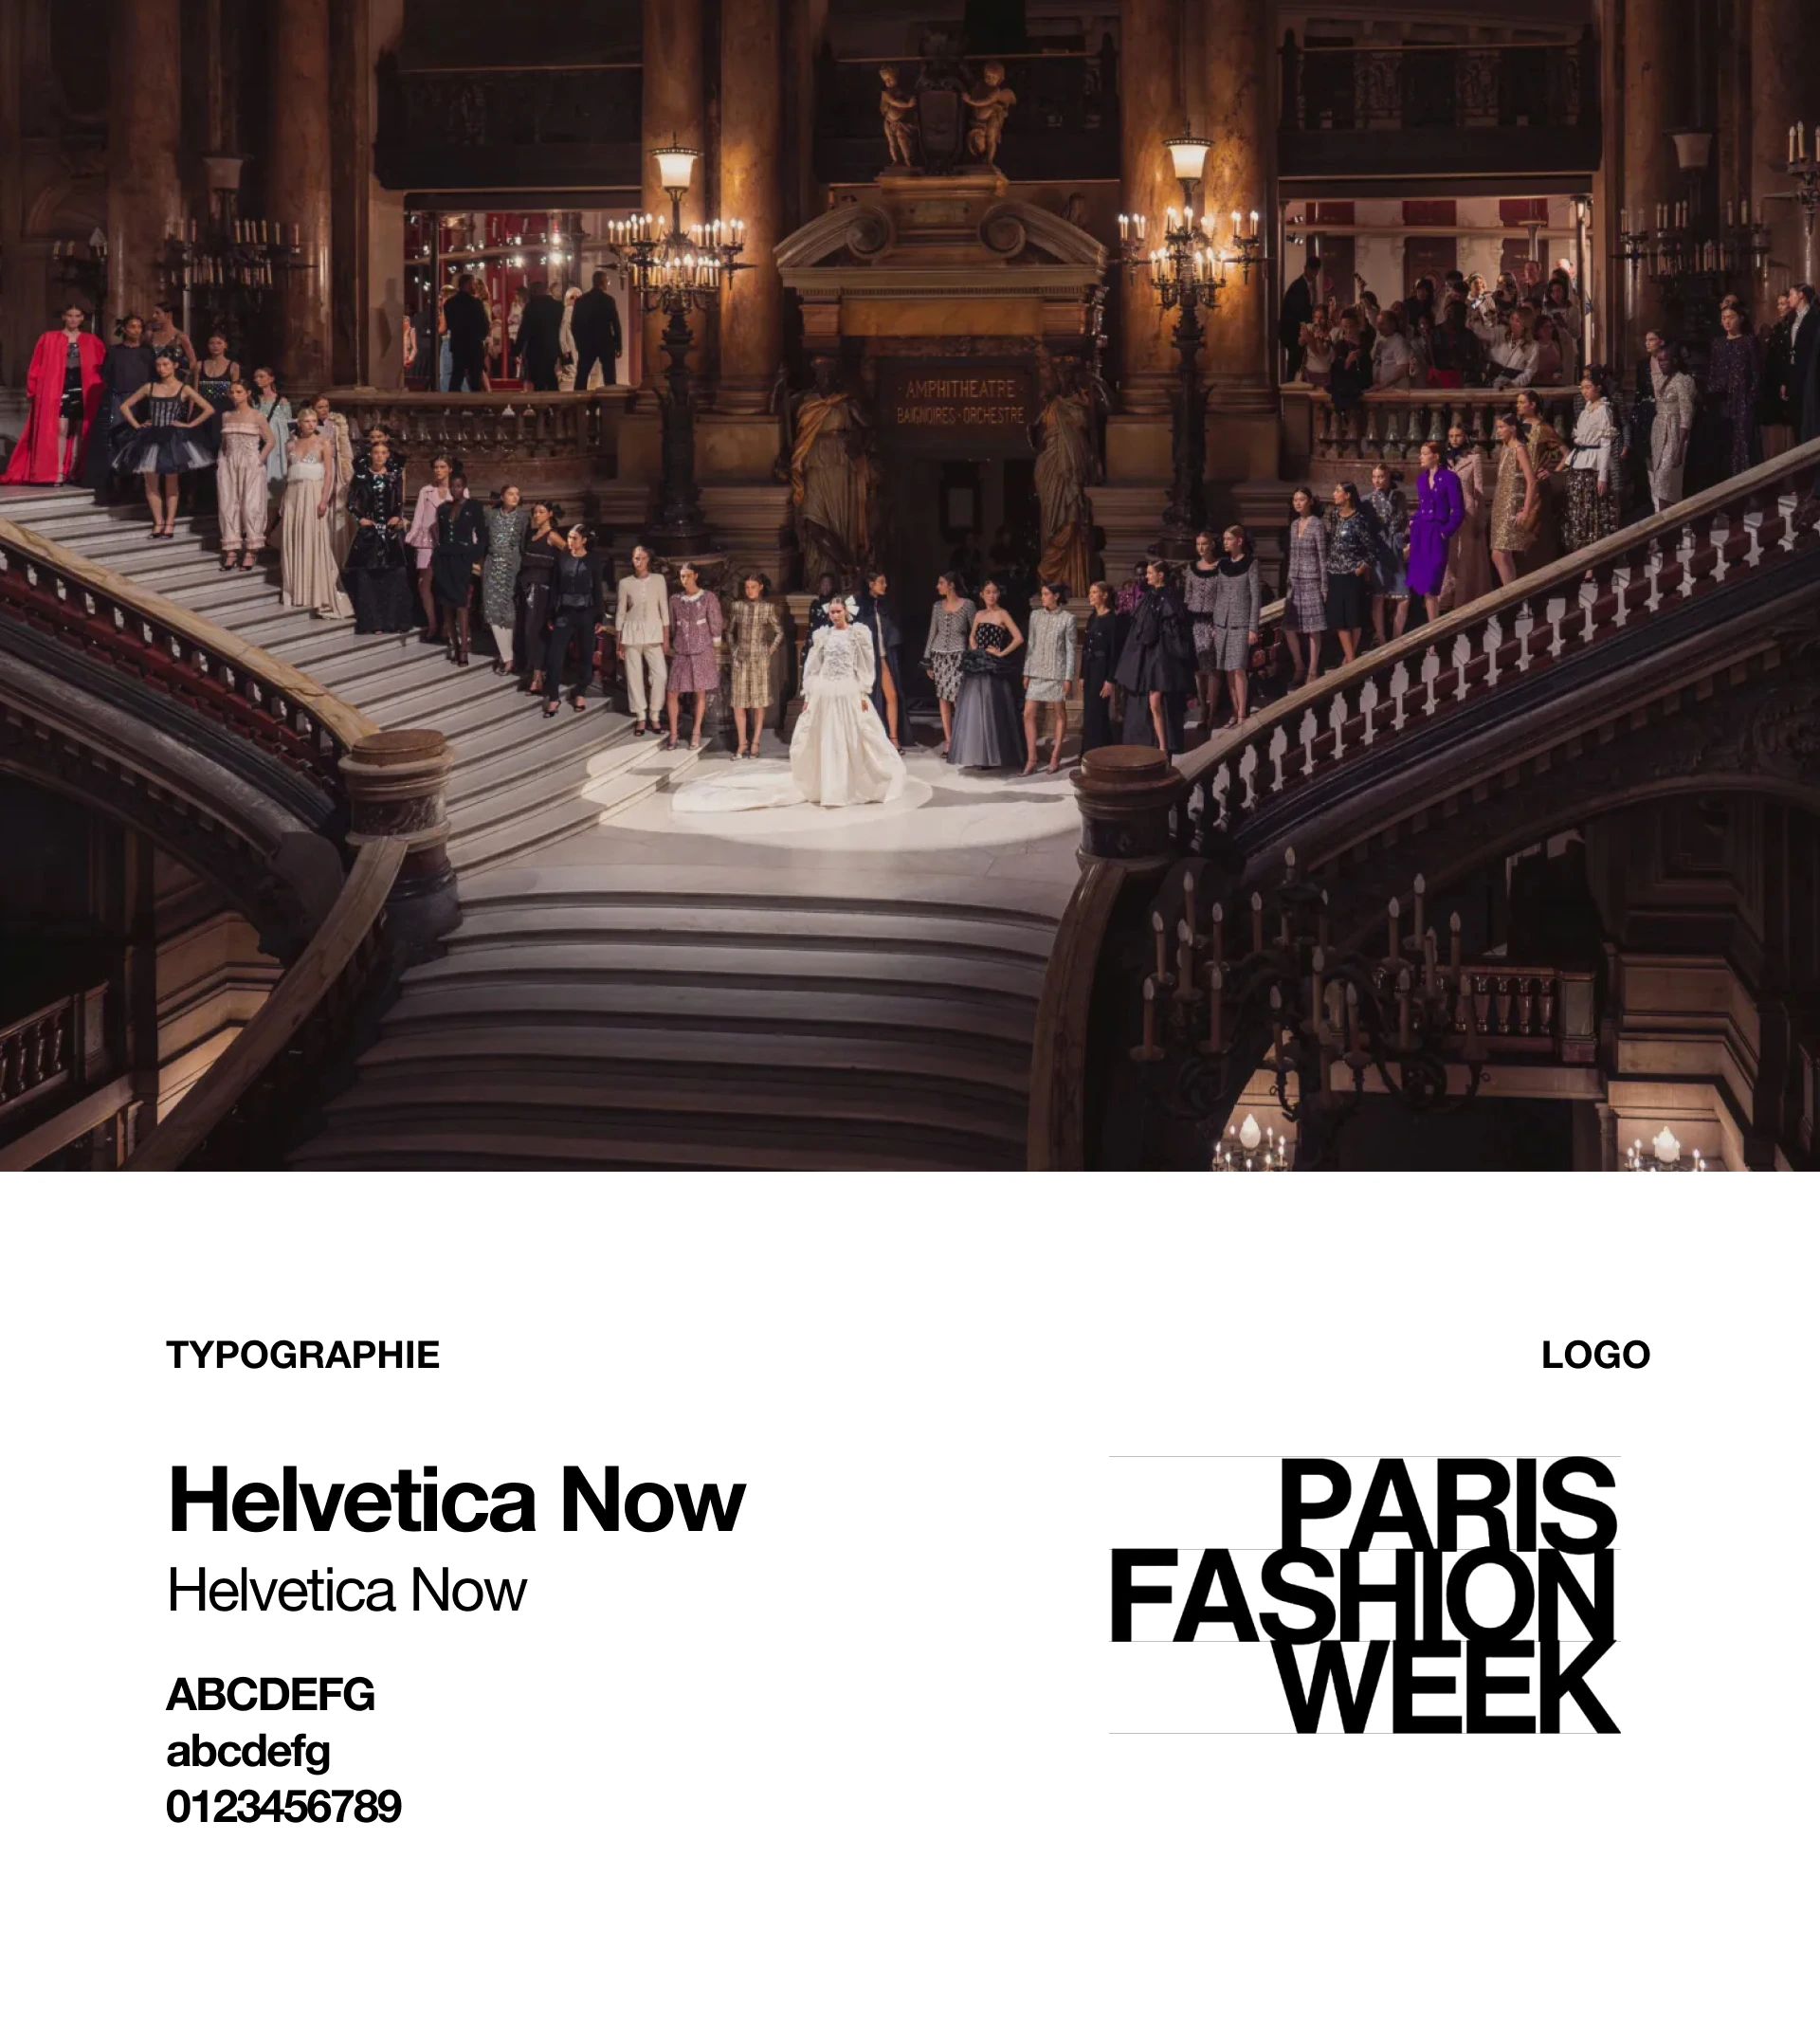 ·AMPHITHEATRE·
BAIGNOIRES·ORCHESTRE
TYPOGRAPHIE
LOGO
Helvetica Now
Helvetica Now
ABCDEFG
abcdefg
0123456789
PARIS
FASHION
WEEK